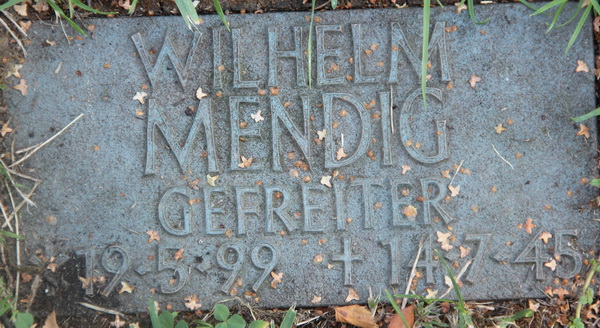 WILHELM
MENDIG
GEFREITER
19·5·99 + 14·7·45